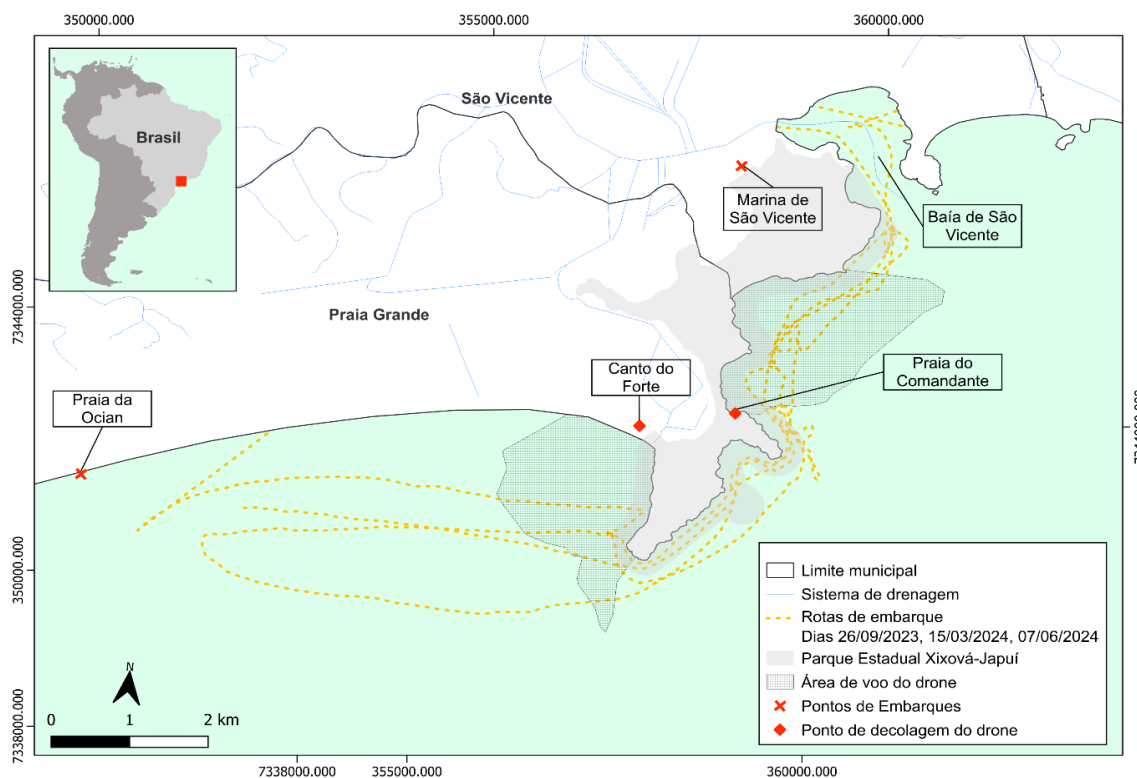 350000.000
355000.000
360000.000
Brasil
São Vicente
Marina de
São Vicente
Baía de São
Vicente
7344000.000
Praia Grande
Canto do
Forte
Praia do
Comandante
Praia da
Ocian
7344000.000
Limite municipal
Sistema de drenagem
Rotas de embarque
Dias 26/09/2023, 15/03/2024, 07/06/2024
Parque Estadual Xixová-Japuí
Área de voo do drone
Pontos de Embarques
Ponto de decolagem do drone
350000.000
N
0 1 2 km
7338000.000
7338000.000
355000.000
360000.000